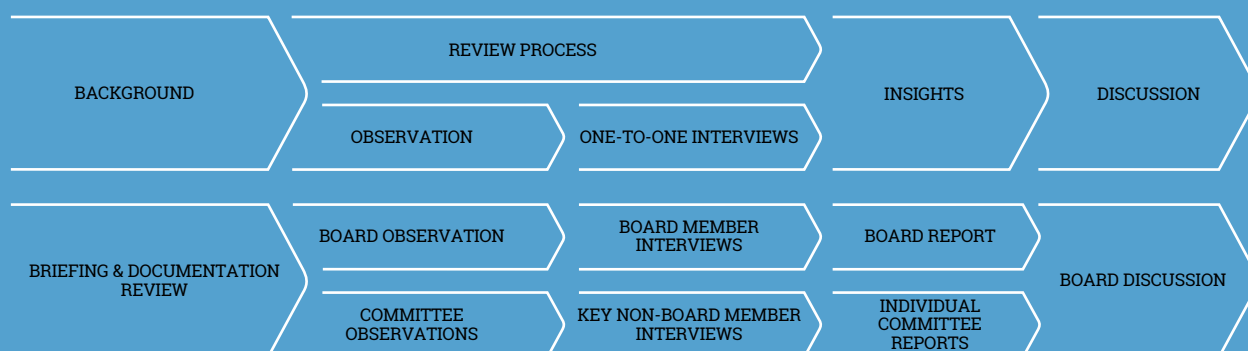 REVIEW PROCESS
BACKGROUND
INSIGHTS
DISCUSSION
OBSERVATION
ONE-TO-ONE INTERVIEWS
BOARD OBSERVATION
BOARD MEMBER
INTERVIEWS
BOARD REPORT
BRIEFING & DOCUMENTATION
REVIEW
BOARD DISCUSSION
COMMITTEE
OBSERVATIONS
KEY NON-BOARD MEMBER
INTERVIEWS
INDIVIDUAL
COMMITTEE
REPORTS